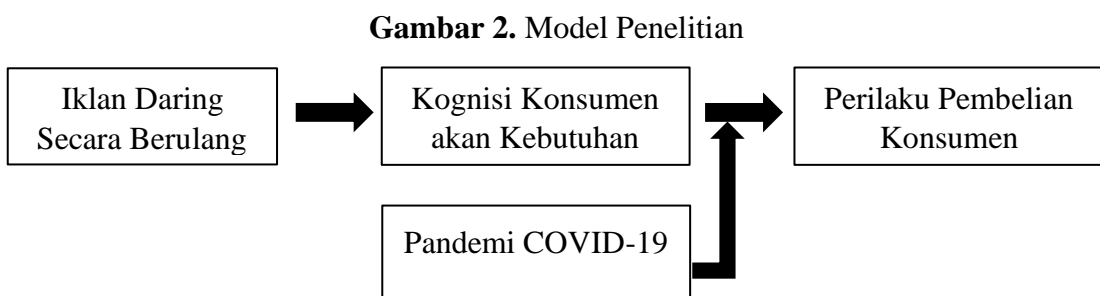 Gambar 2. Model Penelitian
Iklan Daring
Secara Berulang
Kognisi Konsumen
akan Kebutuhan
Perilaku Pembelian
Konsumen
Pandemi COVID-19